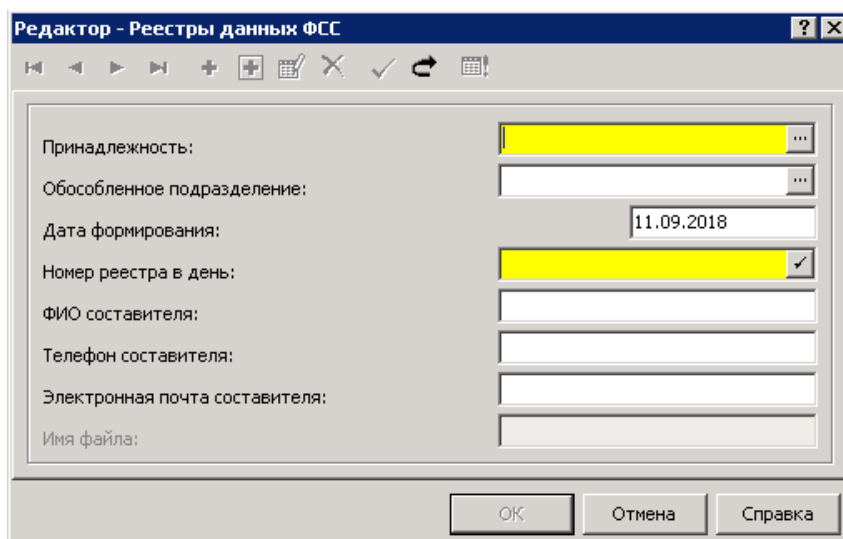 Редактор - Реестры данных ФСС
Принадлежность:
Обособленное подразделение:
Дата формирования: 11.09.2018
Номер реестра в день:
ФИО составителя:
Телефон составителя:
Электронная почта составителя:
Имя файла:
ОК Отмена Справка